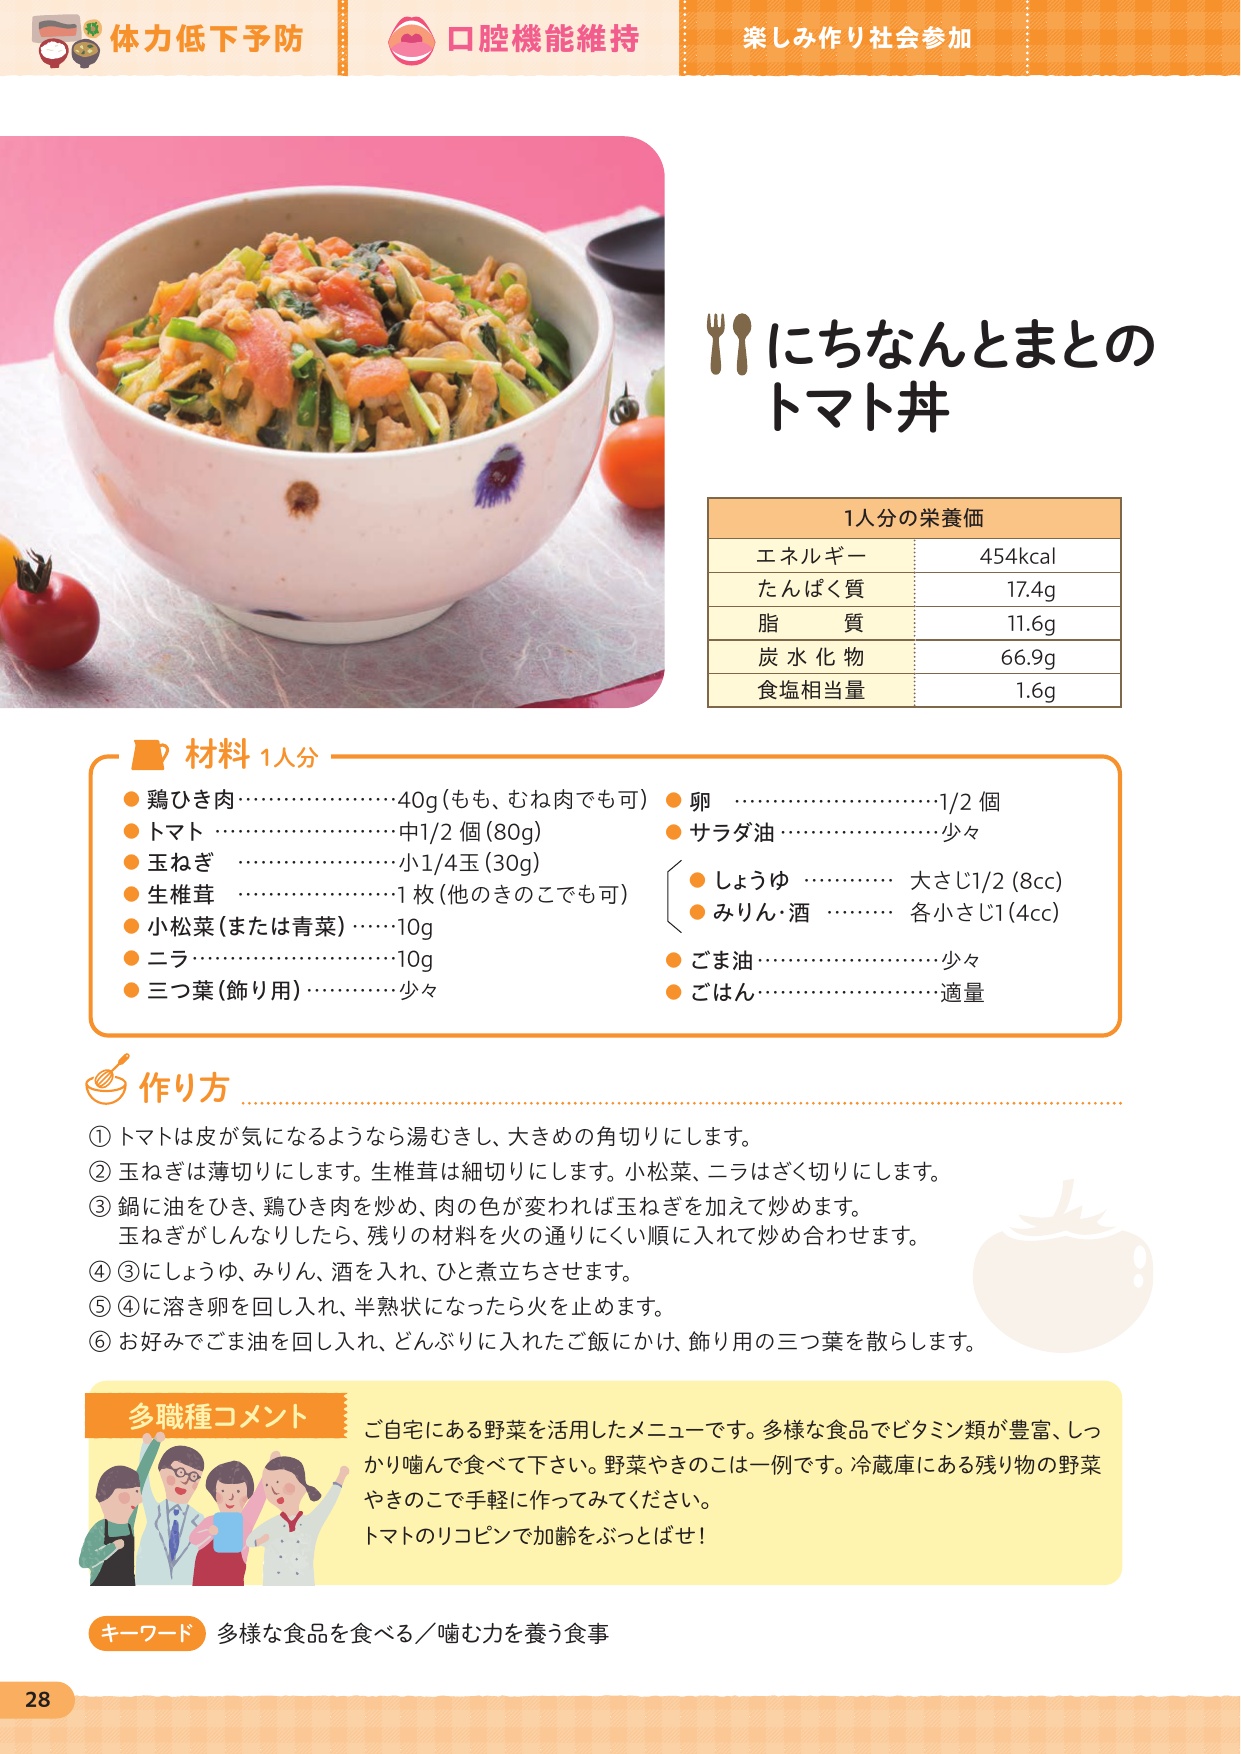 体力低下予防
口腔機能維持
楽しみ作り社会参加
にちなんとまとの
トマト丼
1人分の栄養価
エネルギー 454kcal
たんぱく質 17.4g
脂質 11.6g
炭水化物 66.9g
食塩相当量 1.6g
材料 1人分
● 鶏ひき肉…………………40g(もも、むね肉でも可)
● トマト ……………………中1/2 個(80g)
● 玉ねぎ …………………小1/4玉(30g)
● 生椎茸 …………………1 枚(他のきのこでも可)
● 小松菜(または青菜)……10g
● ニラ………………………10g
● 三つ葉(飾り用)…………少々
● 卵 ………………………1/2 個
● サラダ油…………………少々
● しょうゆ ………… 大さじ1/2 (8cc)
● みりん・酒 ……… 各小さじ1(4cc)
● ごま油……………………少々
● ごはん……………………適量
作り方
① トマトは皮が気になるようなら湯むきし、大きめの角切りにします。
② 玉ねぎは薄切りにします。生椎茸は細切りにします。小松菜、ニラはざく切りにします。
③ 鍋に油をひき、鶏ひき肉を炒め、肉の色が変われば玉ねぎを加えて炒めます。
玉ねぎがしんなりしたら、残りの材料を火の通りにくい順に入れて炒め合わせます。
④ ③にしょうゆ、みりん、酒を入れ、ひと煮立ちさせます。
⑤ ④に溶き卵を回し入れ、半熟状になったら火を止めます。
⑥ お好みでごま油を回し入れ、どんぶりに入れたご飯にかけ、飾り用の三つ葉を散らします。
多職種コメント
ご自宅にある野菜を活用したメニューです。多様な食品でビタミン類が豊富、しっ
かり噛んで食べて下さい。野菜やきのこは一例です。冷蔵庫にある残り物の野菜
やきのこで手軽に作ってみてください。
トマトのリコピンで加齢をぶっとばせ!
キーワード 多様な食品を食べる／噛む力を養う食事
28